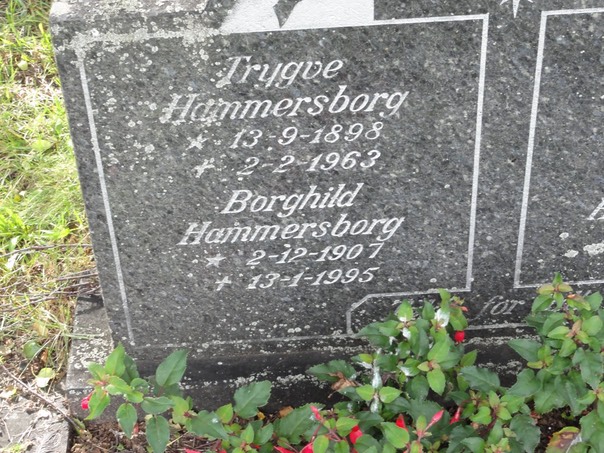 Trygve
Hammersborg
* 13-9-1898
+ 2-2-1963
Borghild
Hammersborg
* 2-12-1907
+ 13-1-1995
for